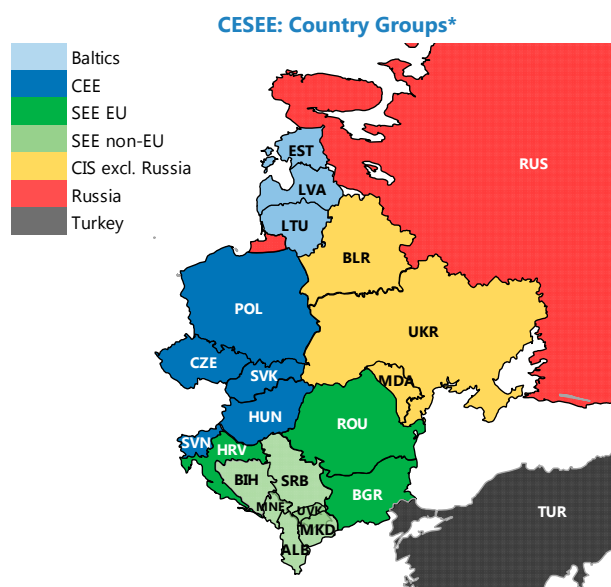 CESEE: Country Groups*
Baltics
CEE
SEE EU
SEE non-EU
CIS excl. Russia
Russia
Turkey
EST
RUS
LVA
LTU
BLR
POL
UKR
CZE
SVK
MDA
HUN
ROU
SVN
HRV
BIH
SRB
BGR
MNE
UVK
MKD
TUR
ALB